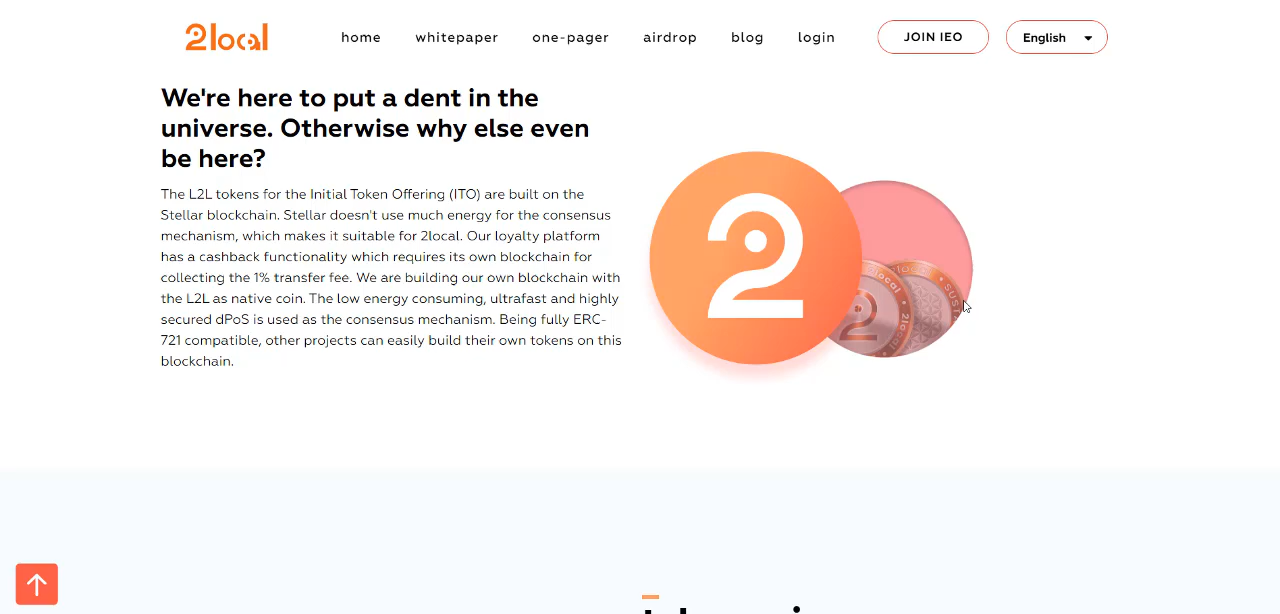 2local
home
whitepaper
one-pager
airdrop
blog
login
JOIN IEO
English
We're here to put a dent in the
universe. Otherwise why else even
be here?
The L2L tokens for the Initial Token Offering (ITO) are built on the
Stellar blockchain. Stellar doesn't use much energy for the consensus
mechanism, which makes it suitable for 2local. Our loyalty platform
has a cashback functionality which requires its own blockchain for
collecting the 1% transfer fee. We are building our own blockchain with
the L2L as native coin. The low energy consuming, ultrafast and highly
secured dPoS is used as the consensus mechanism. Being fully ERC-
721 compatible, other projects can easily build their own tokens on this
blockchain.
2
2
2local
2local